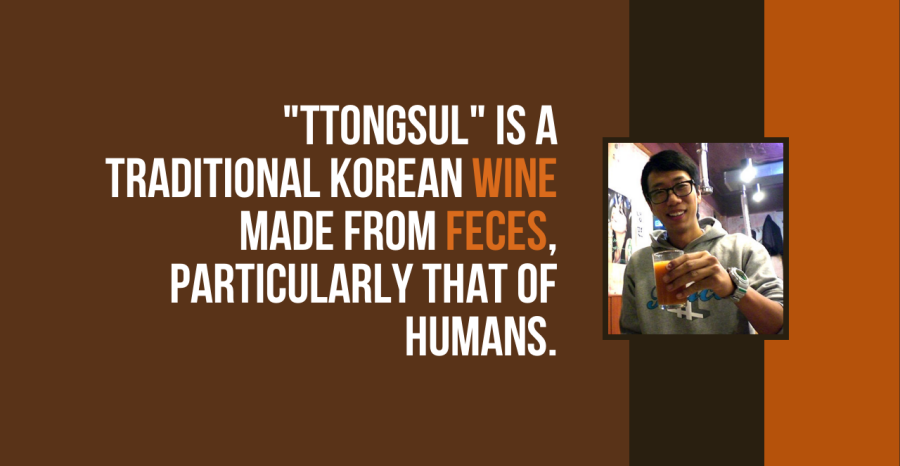 "TTONGSUL" IS A
TRADITIONAL KOREAN WINE
MADE FROM FECES,
PARTICULARLY THAT OF
HUMANS.